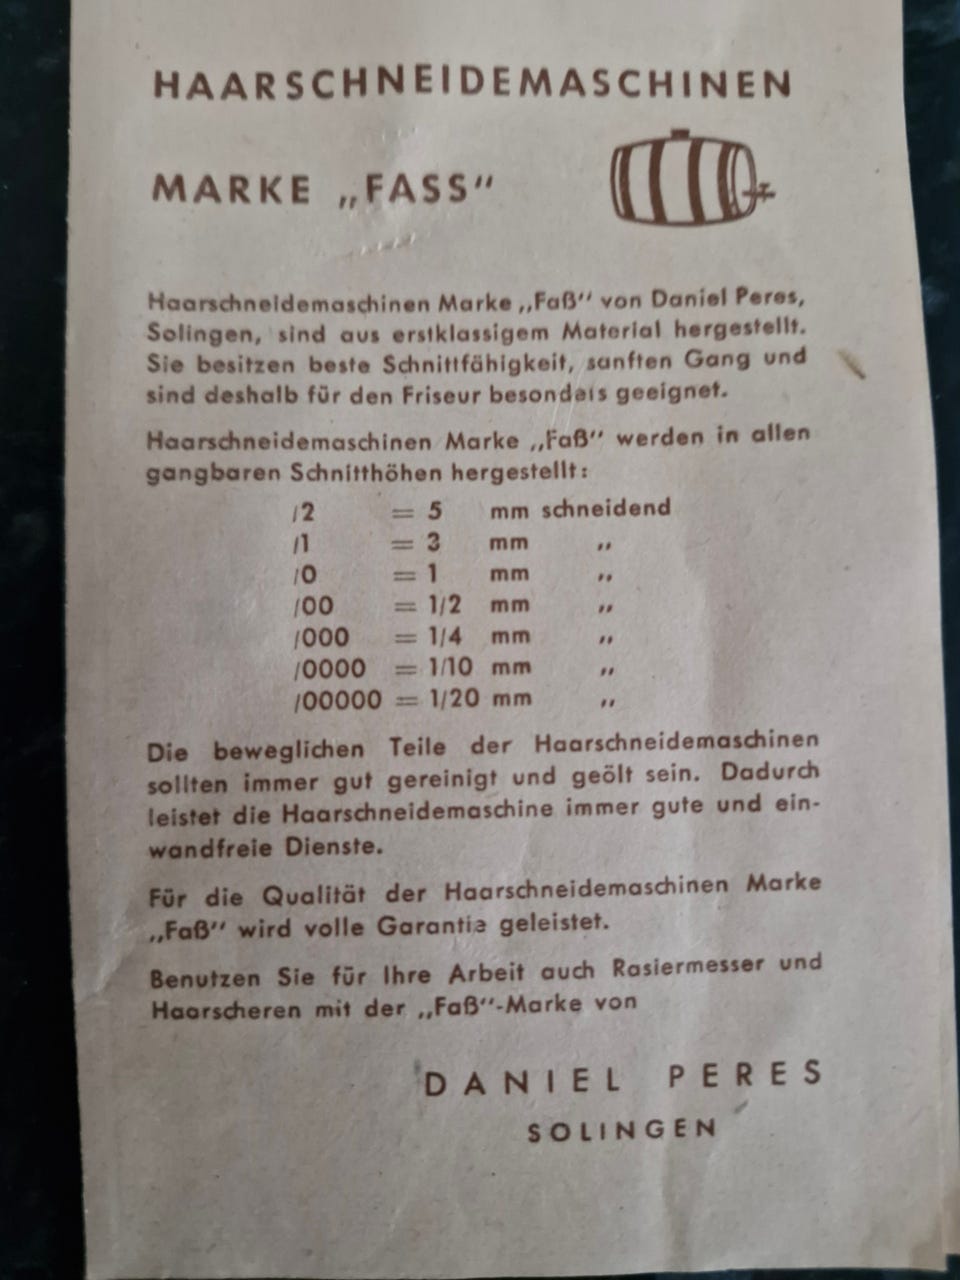 HAARSCHNEIDEMASCHINEN
MARKE „FASS"
Haarschneidemaschinen Marke „Faß" von Daniel Peres,
Solingen, sind aus erstklassigem Material hergestellt.
Sie besitzen beste Schnittfähigkeit, sanften Gang und
sind deshalb für den Friseur besonders geeignet.
Haarschneidemaschinen Marke „Faß" werden in allen
gangbaren Schnitthöhen hergestellt:
/2 = 5 mm schneidend
/1 = 3 mm „
/0 = 1 mm „
/00 = 1/2 mm „
/000 = 1/4 mm „
/0000 = 1/10 mm „
/00000 = 1/20 mm „
Die beweglichen Teile der Haarschneidemaschinen
sollten immer gut gereinigt und geölt sein. Dadurch
leistet die Haarschneidemaschine immer gute und ein-
wandfreie Dienste.
Für die Qualität der Haarschneidemaschinen Marke
„Faß" wird volle Garantie geleistet.
Benutzen Sie für Ihre Arbeit auch Rasiermesser und
Haarscheren mit der „Faß"-Marke von
DANIEL PERES
SOLINGEN